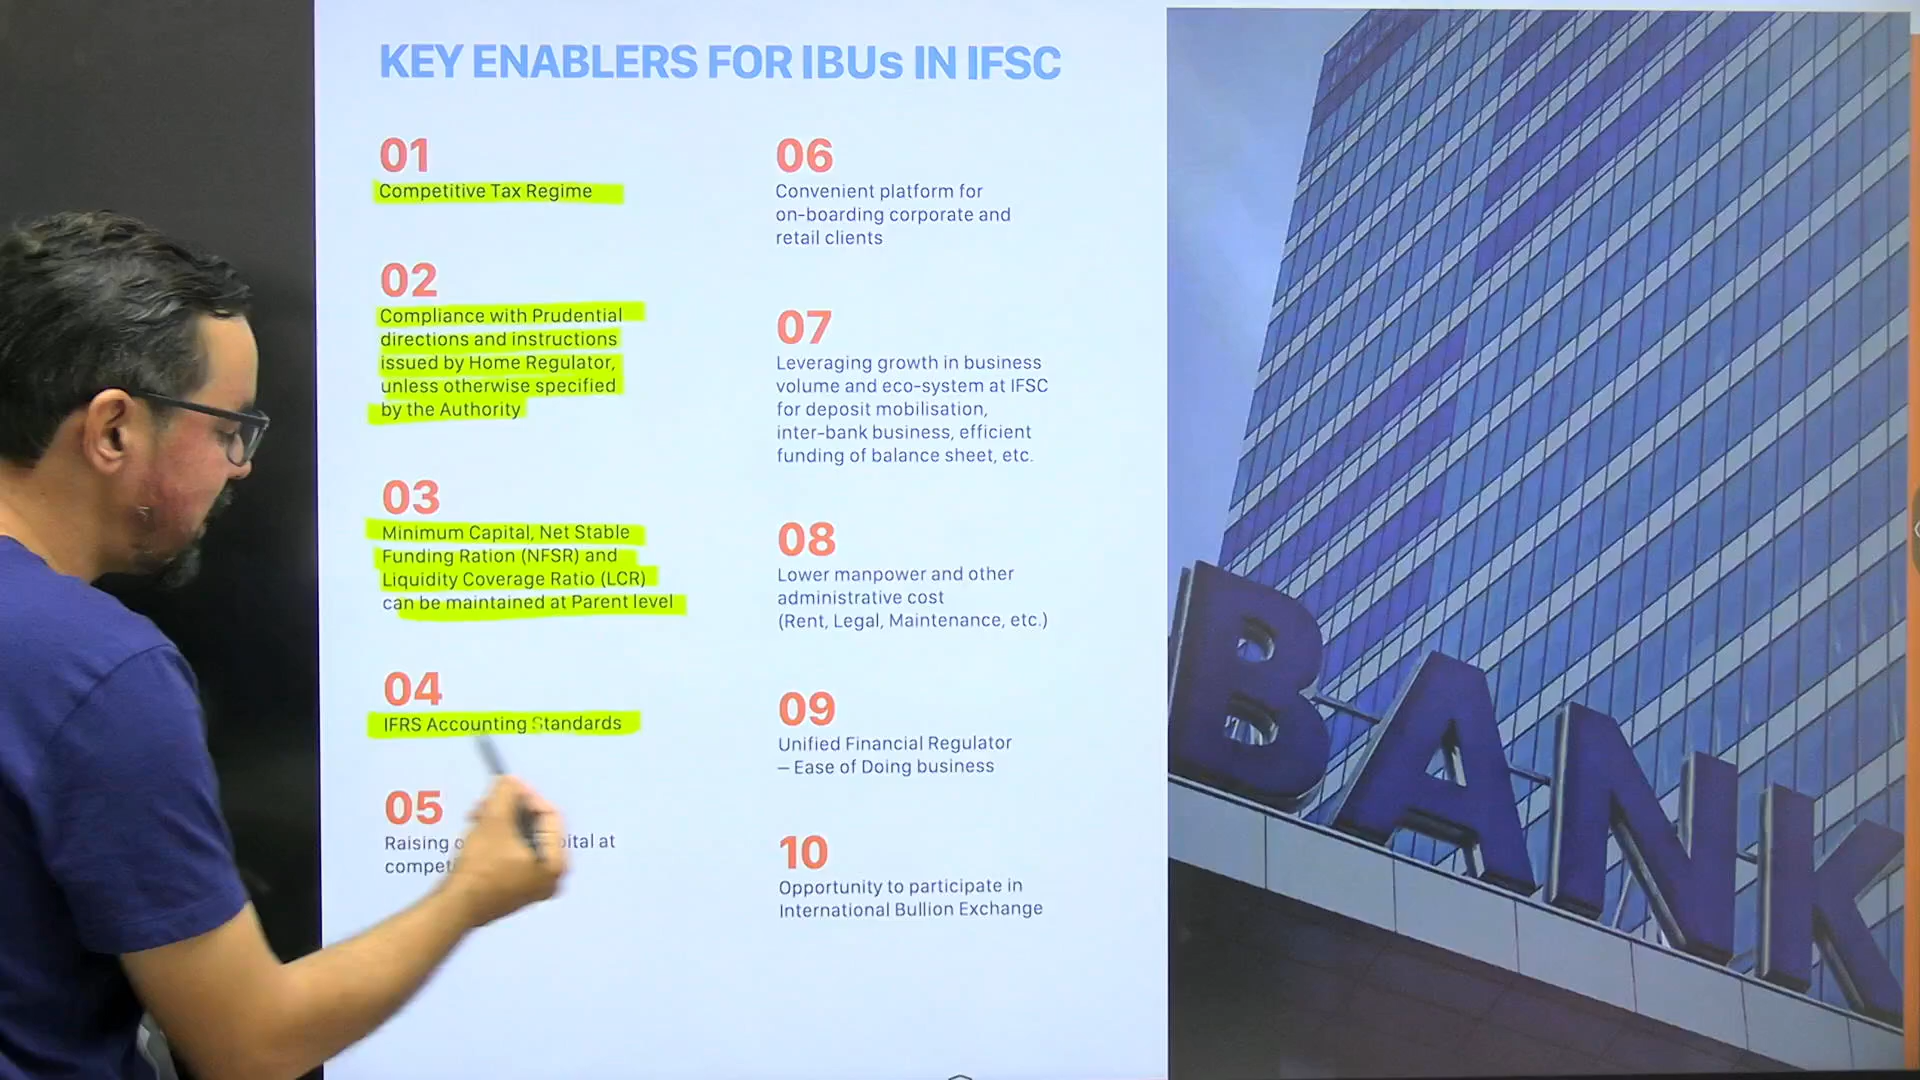 KEY ENABLERS FOR IBUs IN IFSC
01
Competitive Tax Regime
02
Compliance with Prudential
directions and instructions
issued by Home Regulator,
unless otherwise specified
by the Authority
03
Minimum Capital, Net Stable
Funding Ration (NFSR) and
Liquidity Coverage Ratio (LCR)
can be maintained at Parent level
04
IFRS Accounting Standards
05
Raising at
06
Convenient platform for
on-boarding corporate and
retail clients
07
Leveraging growth in business
volume and eco-system at IFSC
for deposit mobilisation,
inter-bank business, efficient
funding of balance sheet, etc.
08
Lower manpower and other
administrative cost
(Rent, Legal, Maintenance, etc.)
09
Unified Financial Regulator
– Ease of Doing business
10
Opportunity to participate in
International Bullion Exchange
BANK